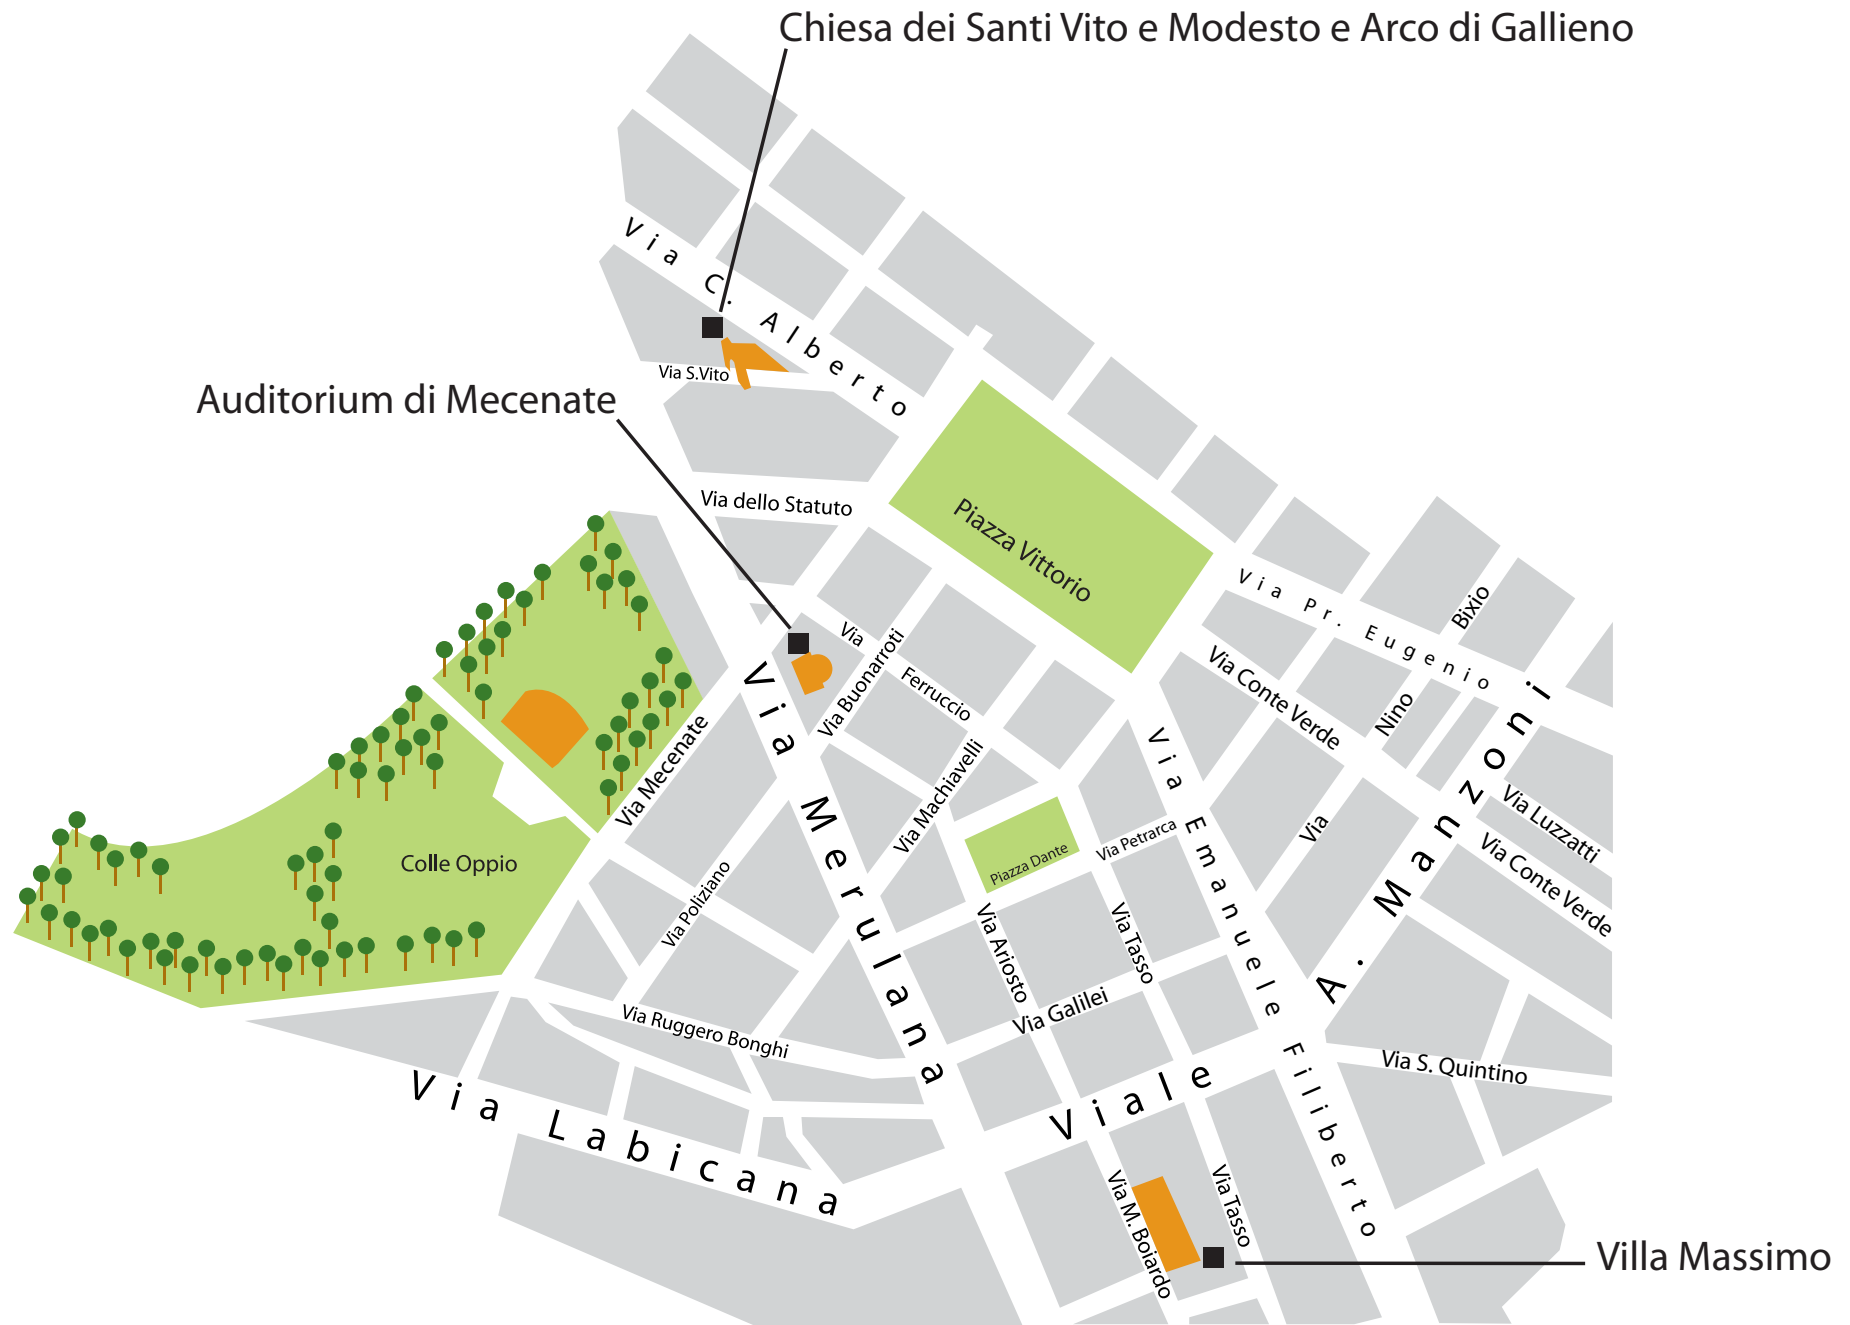 Chiesa dei Santi Vito e Modesto e Arco di Gallieno
Via C. Alberto
Via S.Vito
Auditorium di Mecenate
Via dello Statuto
Piazza Vittorio
Via Pr. Eugenio
Via Nino Bixio
Via Ferruccio
Via Buonarroti
Via Conte Verde
Via Mecenate
Via Merulana
Via Machiavelli
Via Emanuele Filiberto
Viale A. Manzoni
Via Luzzatti
Via Conte Verde
Via Petrarca
Piazza Dante
Colle Oppio
Via Poliziano
Via Ariosto
Via Tasso
Via Galilei
Via Ruggero Bonghi
Via S. Quintino
Via Labicana
Via M. Boiardo
Via Tasso
Villa Massimo